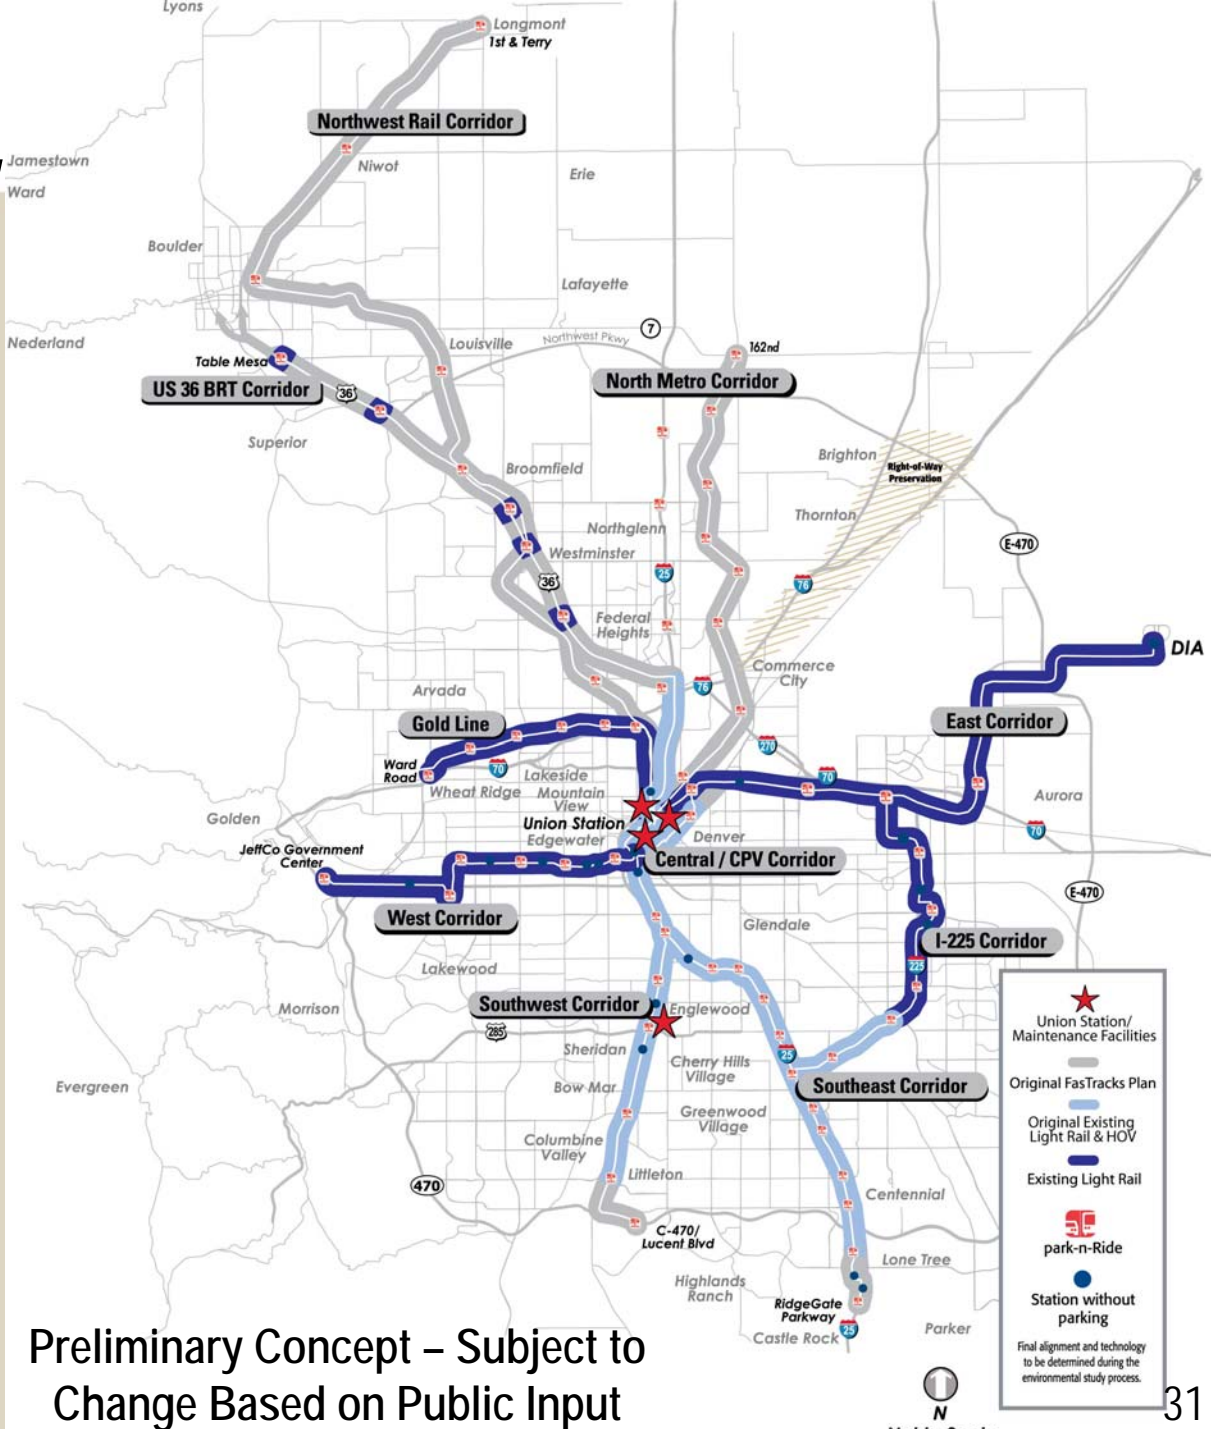 Lyons
Longmont
1st & Terry
Northwest Rail Corridor
Jamestown
Niwot
Erie
Ward
Boulder
Lafayette
Nederland
7
Northwest Pkwy
Louisville
162nd
Table Mesa
US 36 BRT Corridor
36
North Metro Corridor
Superior
Broomfield
Brighton
Right-of-Way
Preservation
Thornton
Northglenn
E-470
Westminster
25
36
76
Federal
Heights
DIA
Commerce
City
Arvada
76
Gold Line
East Corridor
270
Ward
Road
70
Lakeside
70
Wheat Ridge
Mountain
View
Aurora
Golden
Union Station
Edgewater
Denver
70
JeffCo Government
Center
Central / CPV Corridor
E-470
West Corridor
Glendale
I-225 Corridor
Lakewood
225
Southwest Corridor
Englewood
Morrison
285
Sheridan
25
Cherry Hills
Village
Evergreen
Bow Mar
Southeast Corridor
Greenwood
Village
Columbine
Valley
Littleton
470
Centennial
C-470/
Lucent Blvd
Lone Tree
Highlands
Ranch
RidgeGate
Parkway
25
Castle Rock
Parker
Union Station/
Maintenance Facilities
Original FasTracks Plan
Original Existing
Light Rail & HOV
Existing Light Rail
park-n-Ride
Station without
parking
Final alignment and technology
to be determined during the
environmental study process.
Preliminary Concept – Subject to
Change Based on Public Input
N
31